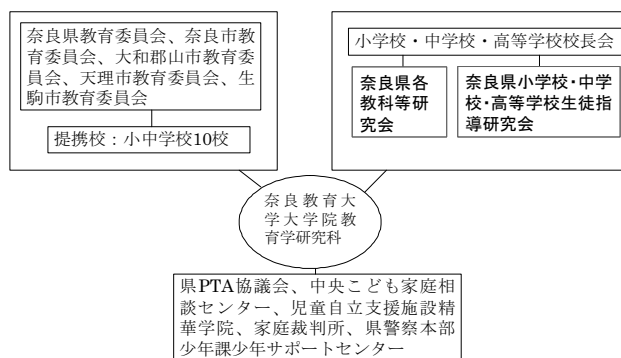 奈良県教育委員会、奈良市教
育委員会、大和郡山市教育委
員会、天理市教育委員会、生
駒市教育委員会
提携校：小中学校10校
小学校・中学校・高等学校校長会
奈良県各
教科等研
究会
奈良県小学校・中学
校・高等学校生徒指
導研究会
奈良教育大
学大学院教
育学研究科
県PTA協議会、中央こども家庭相
談センター、児童自立支援施設精
華学院、家庭裁判所、県警察本部
少年課少年サポートセンター